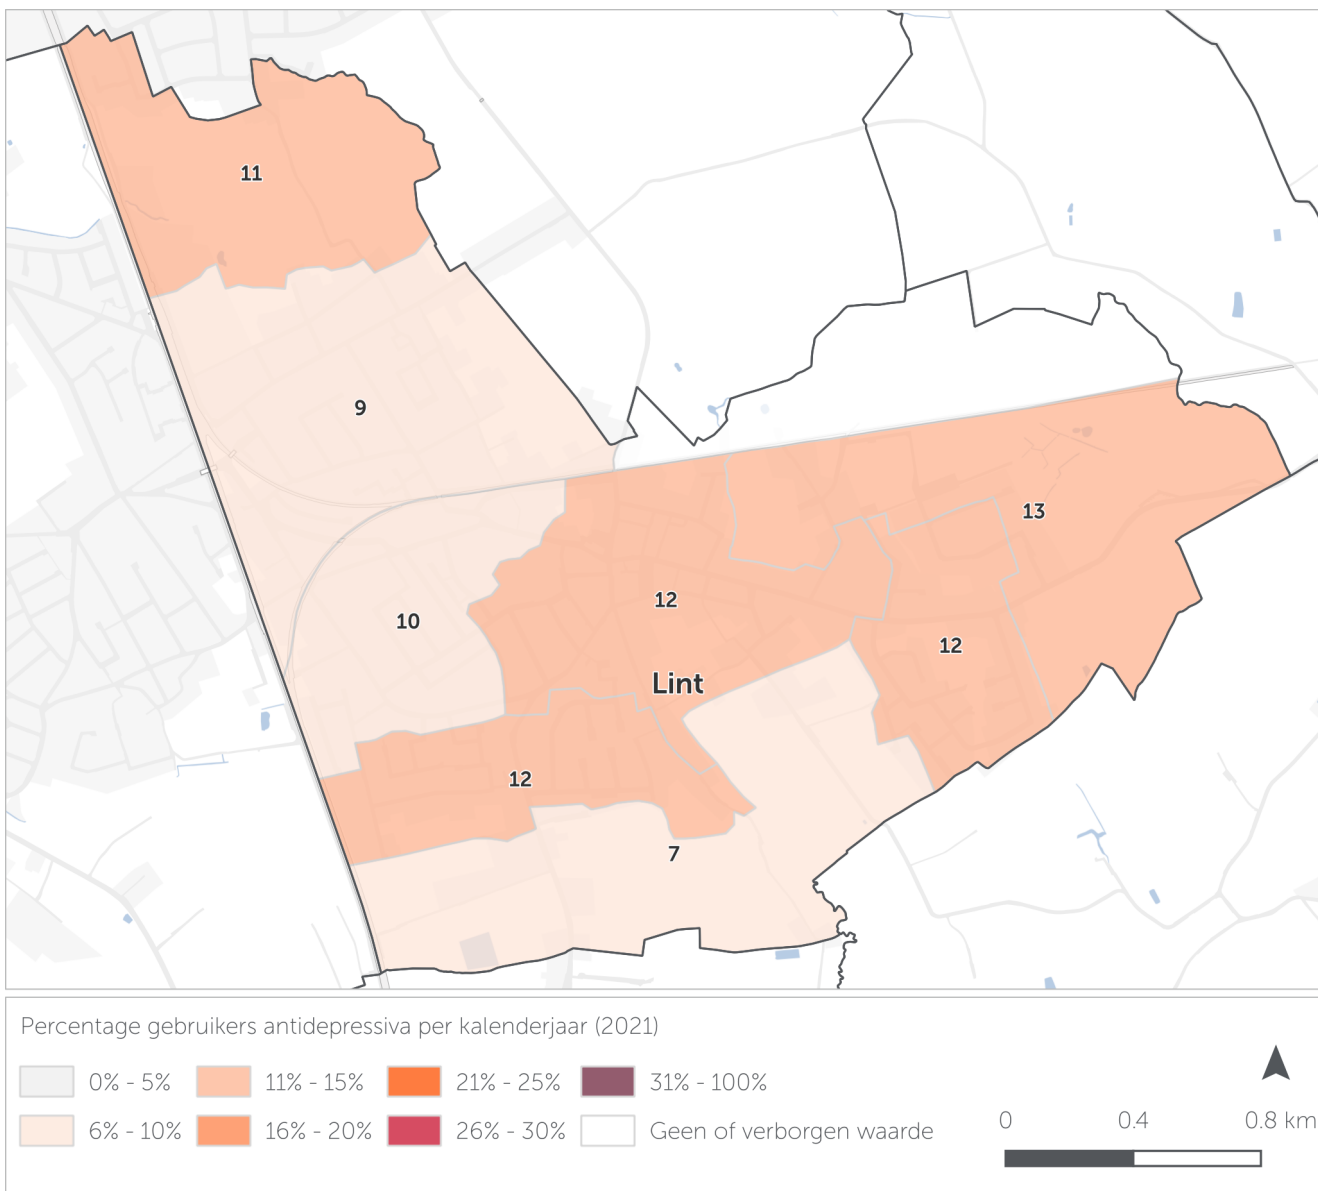 11
9
13
12
10
12
Lint
12
7
Percentage gebruikers antidepressiva per kalenderjaar (2021)
0% - 5%
11% - 15%
21% - 25%
31% - 100%
6% - 10%
16% - 20%
26% - 30%
Geen of verborgen waarde
0 0.4 0.8 km